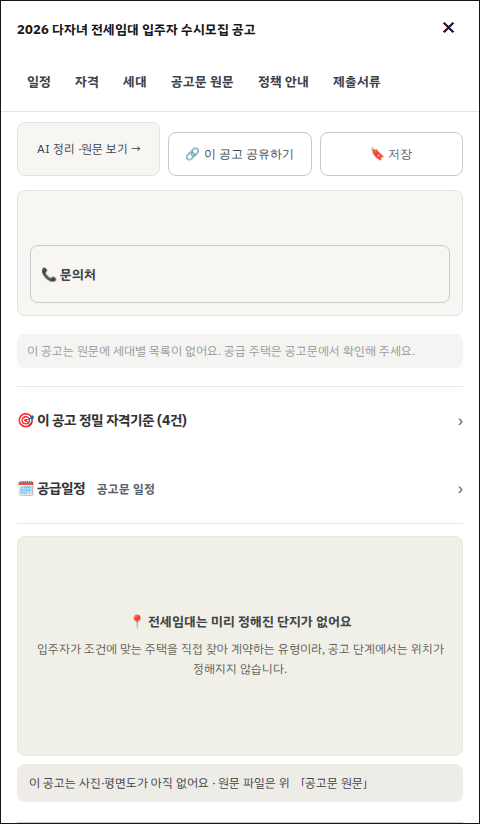 2026 다자녀 전세임대 입주자 수시모집 공고 ✕
일정 자격 세대 공고문 원문 정책 안내 제출서류
AI 정리 ·원문 보기 → 🔗 이 공고 공유하기 🔖 저장
📞 문의처
이 공고는 원문에 세대별 목록이 없어요. 공급 주택은 공고문에서 확인해 주세요.
🎯 이 공고 정밀 자격기준 (4건) ›
🗓️ 공급일정 공고문 일정 ›
📍 전세임대는 미리 정해진 단지가 없어요
입주자가 조건에 맞는 주택을 직접 찾아 계약하는 유형이라, 공고 단계에서는 위치가
정해지지 않습니다.
이 공고는 사진·평면도가 아직 없어요 · 원문 파일은 위 「공고문 원문」